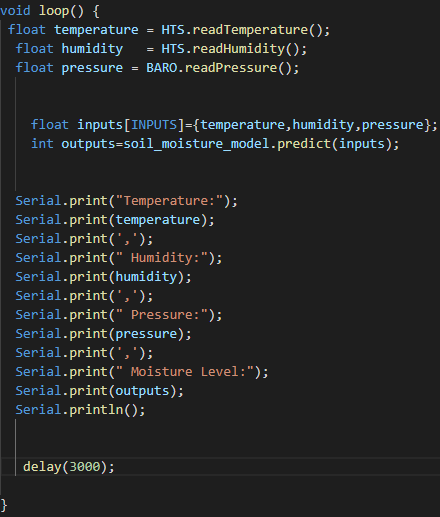 void loop() {
float temperature = HTS.readTemperature();
float humidity   = HTS.readHumidity();
float pressure = BARO.readPressure();
float inputs[INPUTS]={temperature,humidity,pressure};
int outputs=soil_moisture_model.predict(inputs);
Serial.print("Temperature:");
Serial.print(temperature);
Serial.print(',');
Serial.print(" Humidity:");
Serial.print(humidity);
Serial.print(',');
Serial.print(" Pressure:");
Serial.print(pressure);
Serial.print(',');
Serial.print(" Moisture Level:");
Serial.print(outputs);
Serial.println();
delay(3000);
}